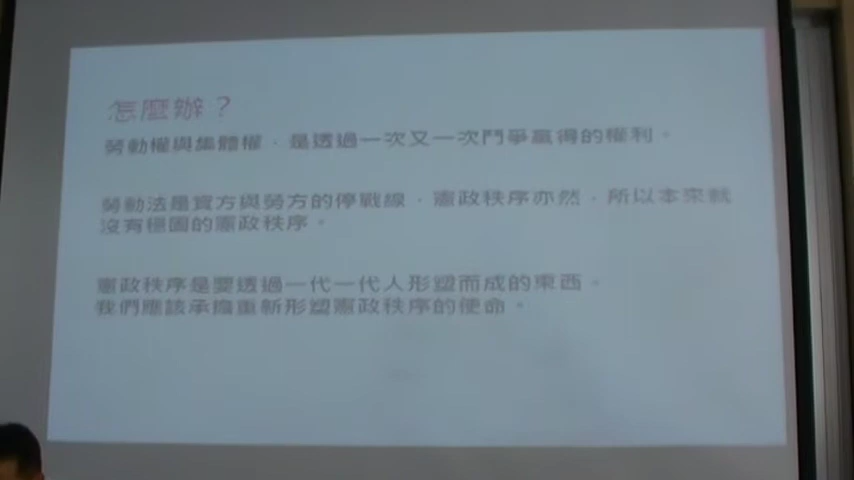 怎麼辦？
勞動權與集體權，是透過一次又一次鬥爭贏得的權利。
勞動法是資方與勞方的停戰線，憲政秩序亦然，所以本來就
沒有穩固的憲政秩序。
憲政秩序是要透過一代一代人形塑而成的東西。
我們應該承擔重新形塑憲政秩序的使命。